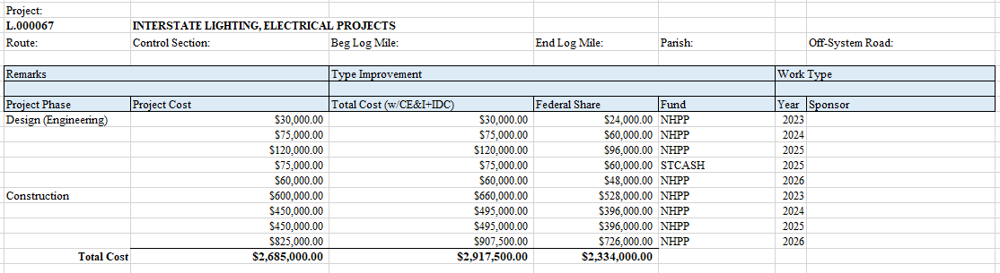 Project:
L.000067 INTERSTATE LIGHTING, ELECTRICAL PROJECTS
Route: Control Section: Beg Log Mile: End Log Mile: Parish: Off-System Road:
Remarks Type Improvement Work Type
Project Phase Project Cost Total Cost (w/CE&I+IDC) Federal Share Fund Year Sponsor
Design (Engineering) $30,000.00 $30,000.00 $24,000.00 NHPP 2023
$75,000.00 $75,000.00 $60,000.00 NHPP 2024
$120,000.00 $120,000.00 $96,000.00 NHPP 2025
$75,000.00 $75,000.00 $60,000.00 STCASH 2025
$60,000.00 $60,000.00 $48,000.00 NHPP 2026
Construction $600,000.00 $660,000.00 $528,000.00 NHPP 2023
$450,000.00 $495,000.00 $396,000.00 NHPP 2024
$450,000.00 $495,000.00 $396,000.00 NHPP 2025
$825,000.00 $907,500.00 $726,000.00 NHPP 2026
Total Cost $2,685,000.00 $2,917,500.00 $2,334,000.00